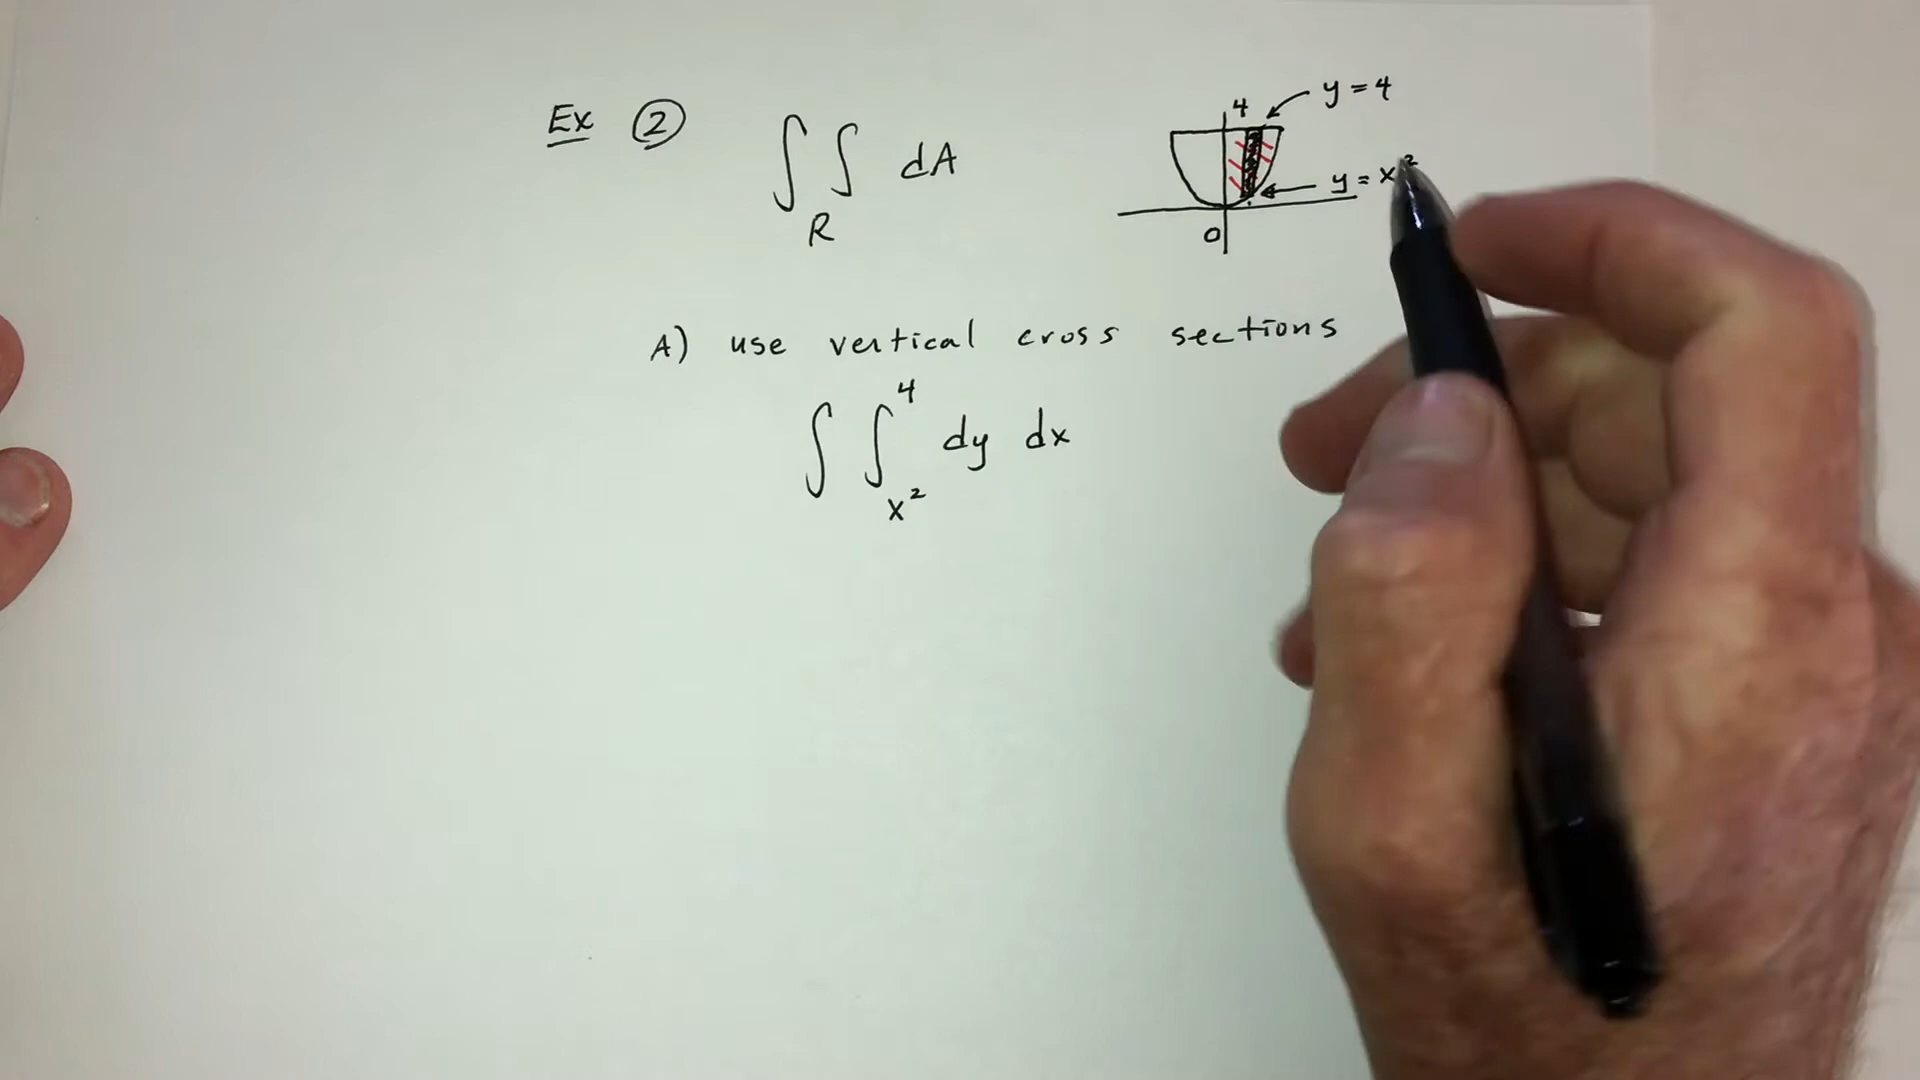 Ex ② ∫∫ dA
R
4
y = 4
y = x²
0
A) use vertical cross sections
∫ ∫ dy dx
4
x²